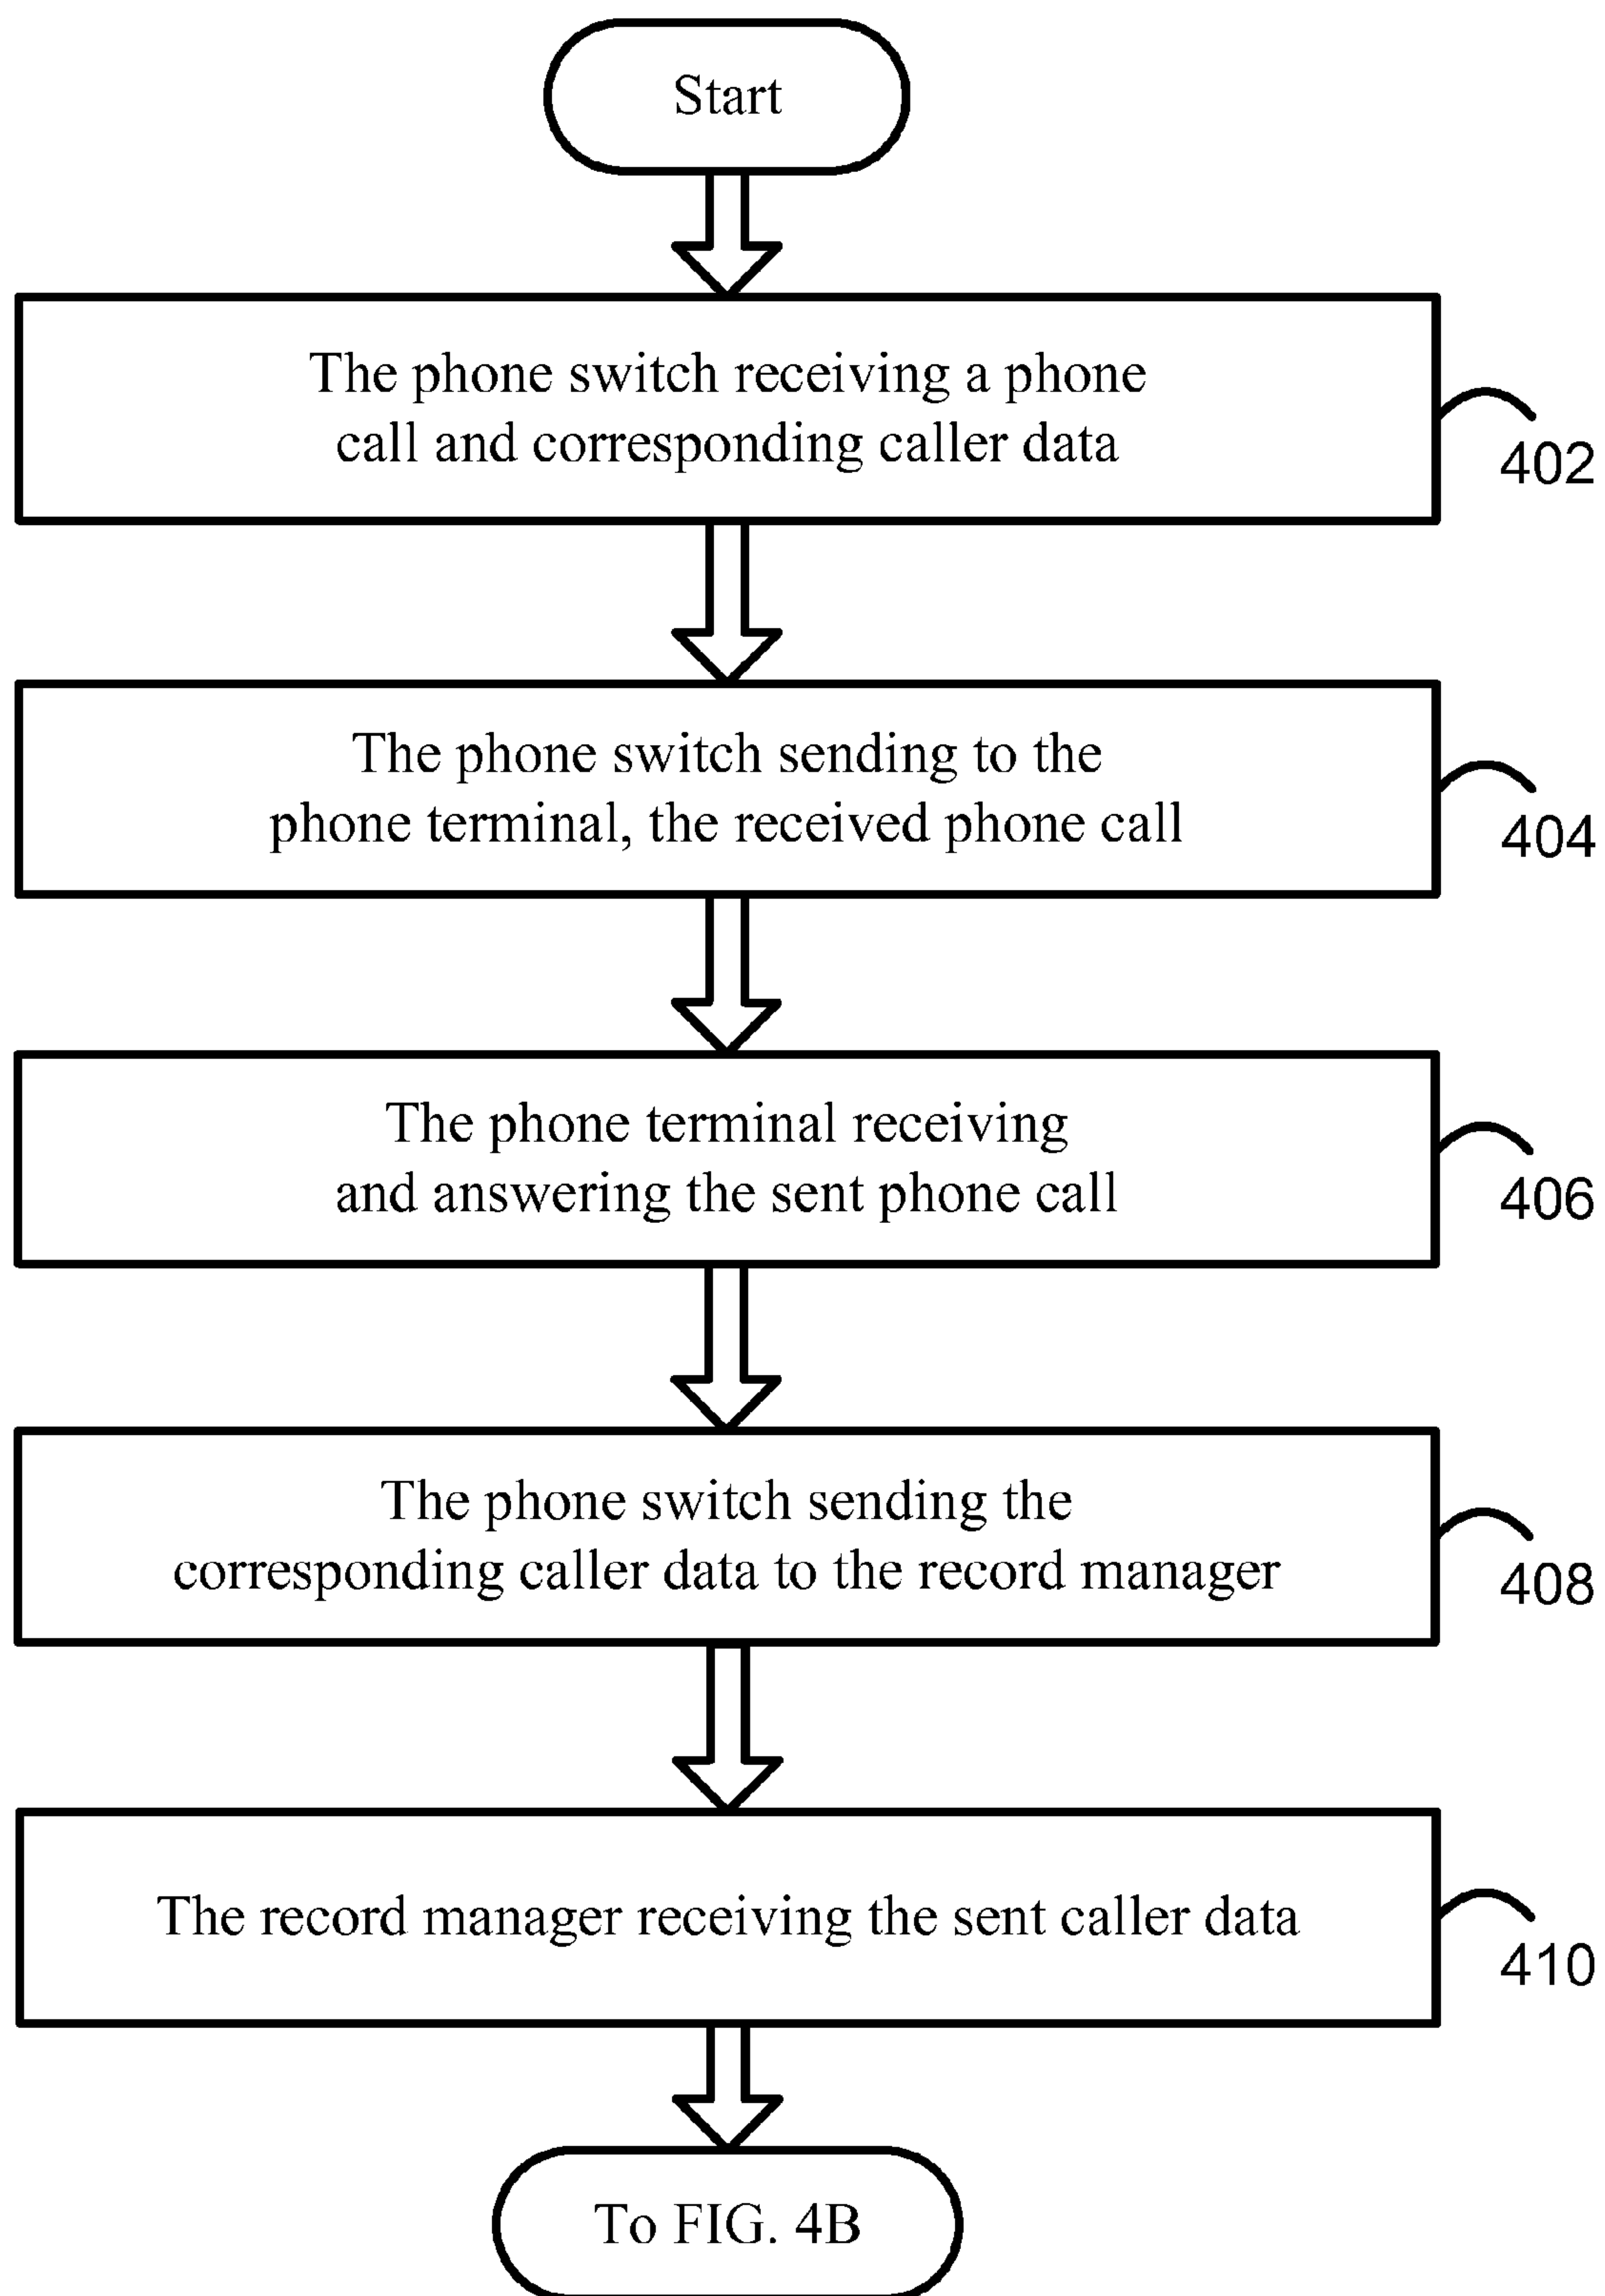 Start
The phone switch receiving a phone
call and corresponding caller data
402
The phone switch sending to the
phone terminal, the received phone call
404
The phone terminal receiving
and answering the sent phone call
406
The phone switch sending the
corresponding caller data to the record manager
408
The record manager receiving the sent caller data
410
To FIG. 4B